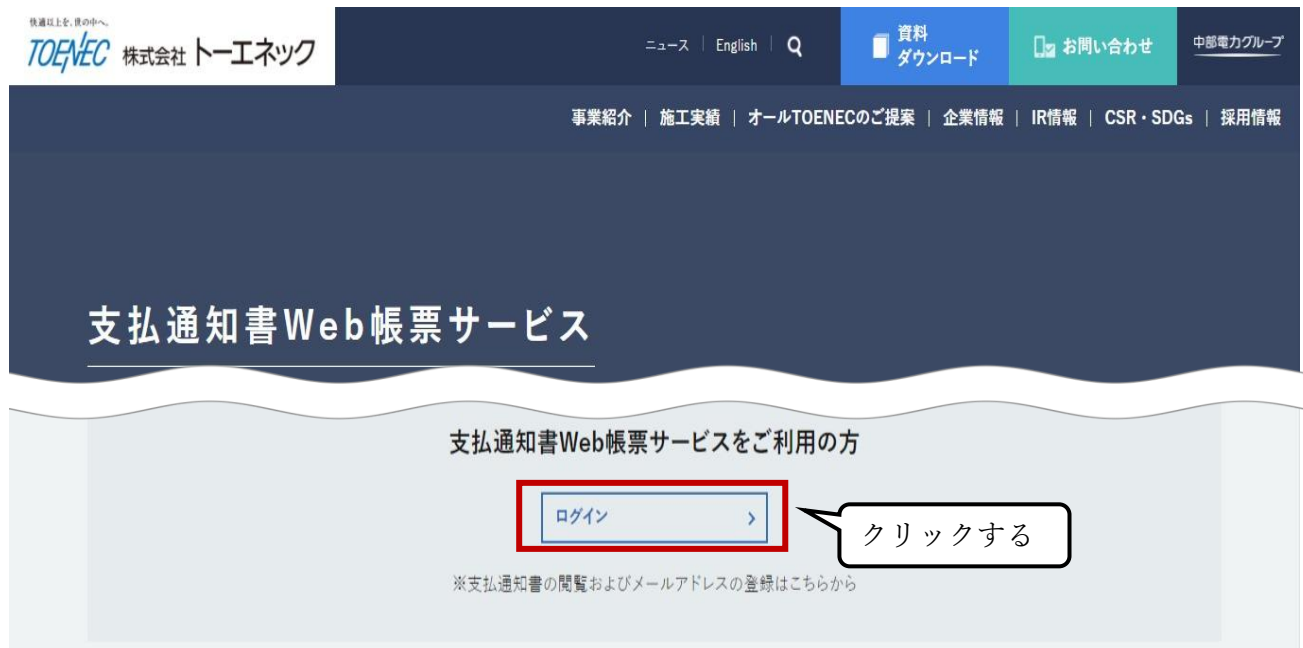 快適以上を、世の中へ。
TOENEC 株式会社 トーエネック
ニュース | English |
資料
ダウンロード
お問い合わせ
中部電力グループ
事業紹介 | 施工実績 | オールTOENECのご提案 | 企業情報 | IR情報 | CSR・SDGs | 採用情報
支払通知書Web帳票サービス
支払通知書Web帳票サービスをご利用の方
ログイン >
クリックする
※支払通知書の閲覧およびメールアドレスの登録はこちらから